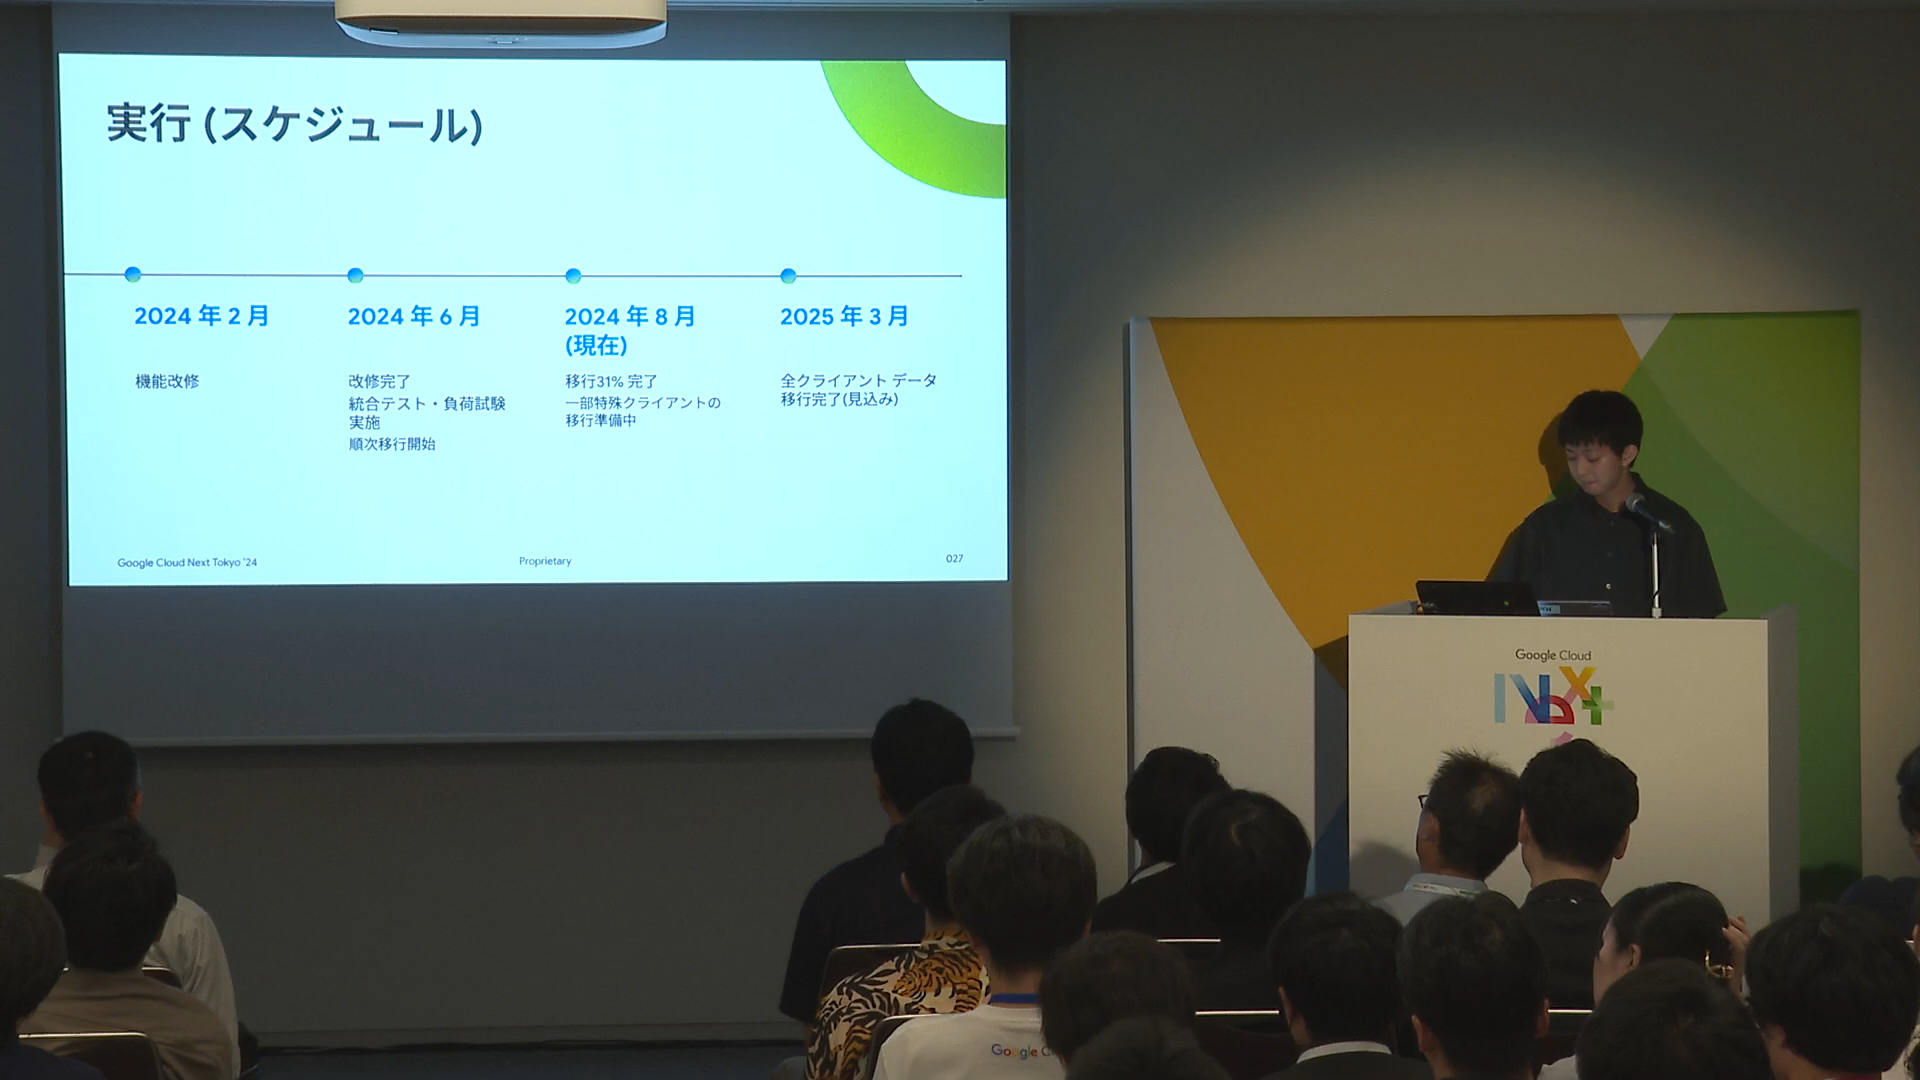 実行 (スケジュール)
2024 年 2 月
機能改修
2024 年 6 月
改修完了
統合テスト・負荷試験
実施
順次移行開始
2024 年 8 月
(現在)
移行31% 完了
一部特殊クライアントの
移行準備中
2025 年 3 月
全クライアント データ
移行完了(見込み)
Google Cloud Next Tokyo '24
Proprietary
027
Google Cloud
Next
Google